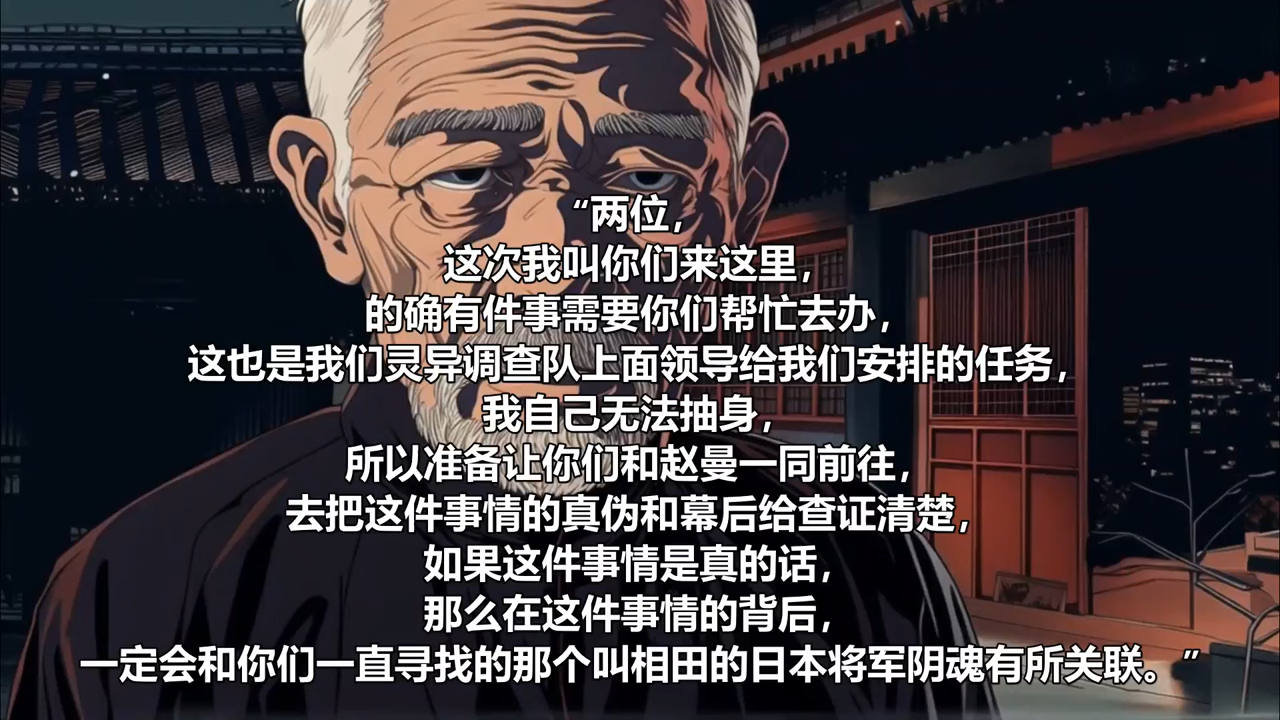 “两位，
这次我叫你们来这里，
的确有件事需要你们帮忙去办，
这也是我们灵异调查队上面领导给我们安排的任务，
我自己无法抽身，
所以准备让你们和赵曼一同前往，
去把这件事情的真伪和幕后给查证清楚，
如果这件事情是真的话，
那么在这件事情的背后，
一定会和你们一直寻找的那个叫相田的日本将军阴魂有所关联。”